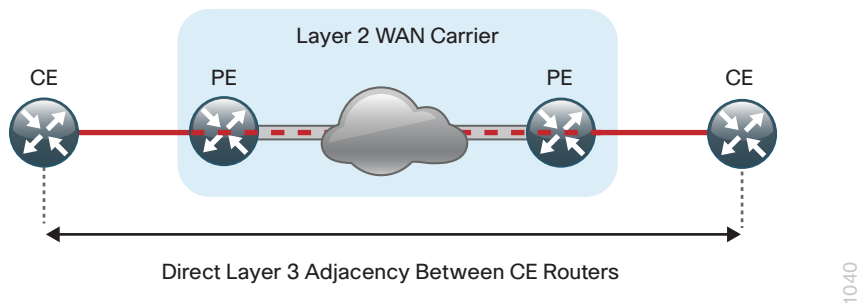 Layer 2 WAN Carrier
CE
PE
PE
CE
Direct Layer 3 Adjacency Between CE Routers
1040